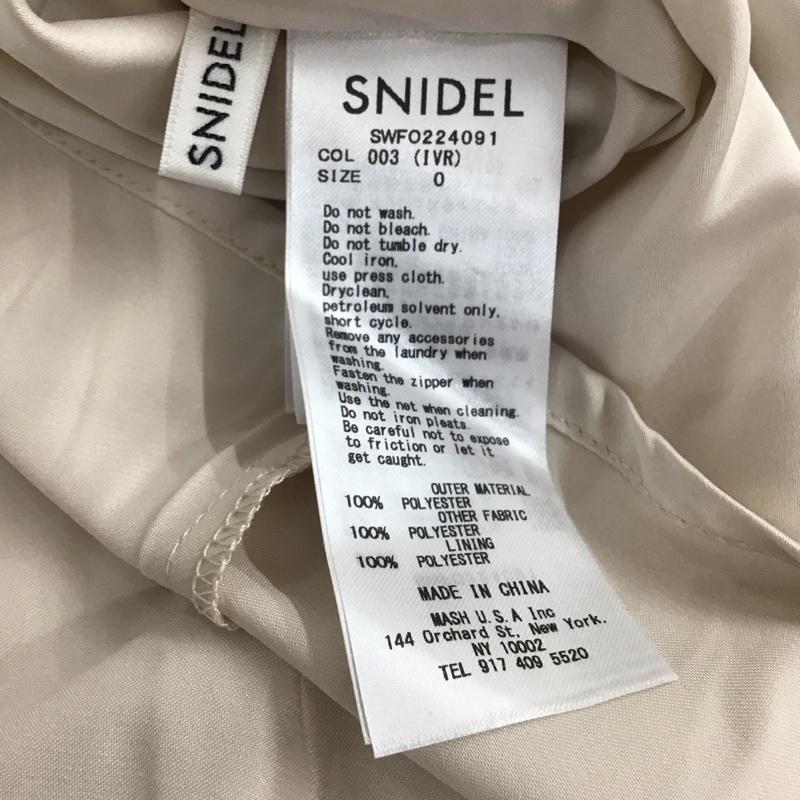 SNIDEL
SNIDEL
SWFO224091
COL 003 (IVR)
SIZE 0
Do not wash.
Do not bleach.
Do not tumble dry.
Cool iron,
use press cloth.
Dryclean,
petroleum solvent only,
short cycle.
Remove any accessories
from the laundry when
washing.
Fasten the zipper when
washing.
Use the net when cleaning.
Do not iron pleats.
Be careful not to expose
to friction or let it
get caught.
OUTER MATERIAL
100% POLYESTER
OTHER FABRIC
100% POLYESTER
LINING
100% POLYESTER
MADE IN CHINA
MASH U.S.A Inc
144 Orchard St, New York.
NY 10002
TEL 917 409 5520